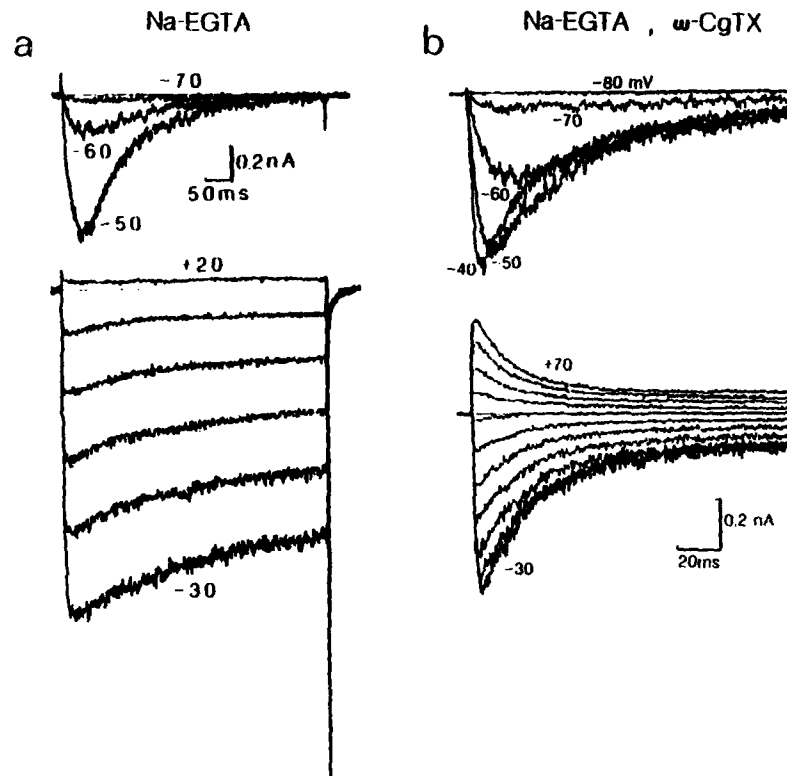 a
Na-EGTA
-70
-60
-50
0.2 nA
50ms
+20
-30
b
Na-EGTA , ω-CgTX
-80 mV
-70
-60
-40
-50
+70
-30
0.2 nA
20ms